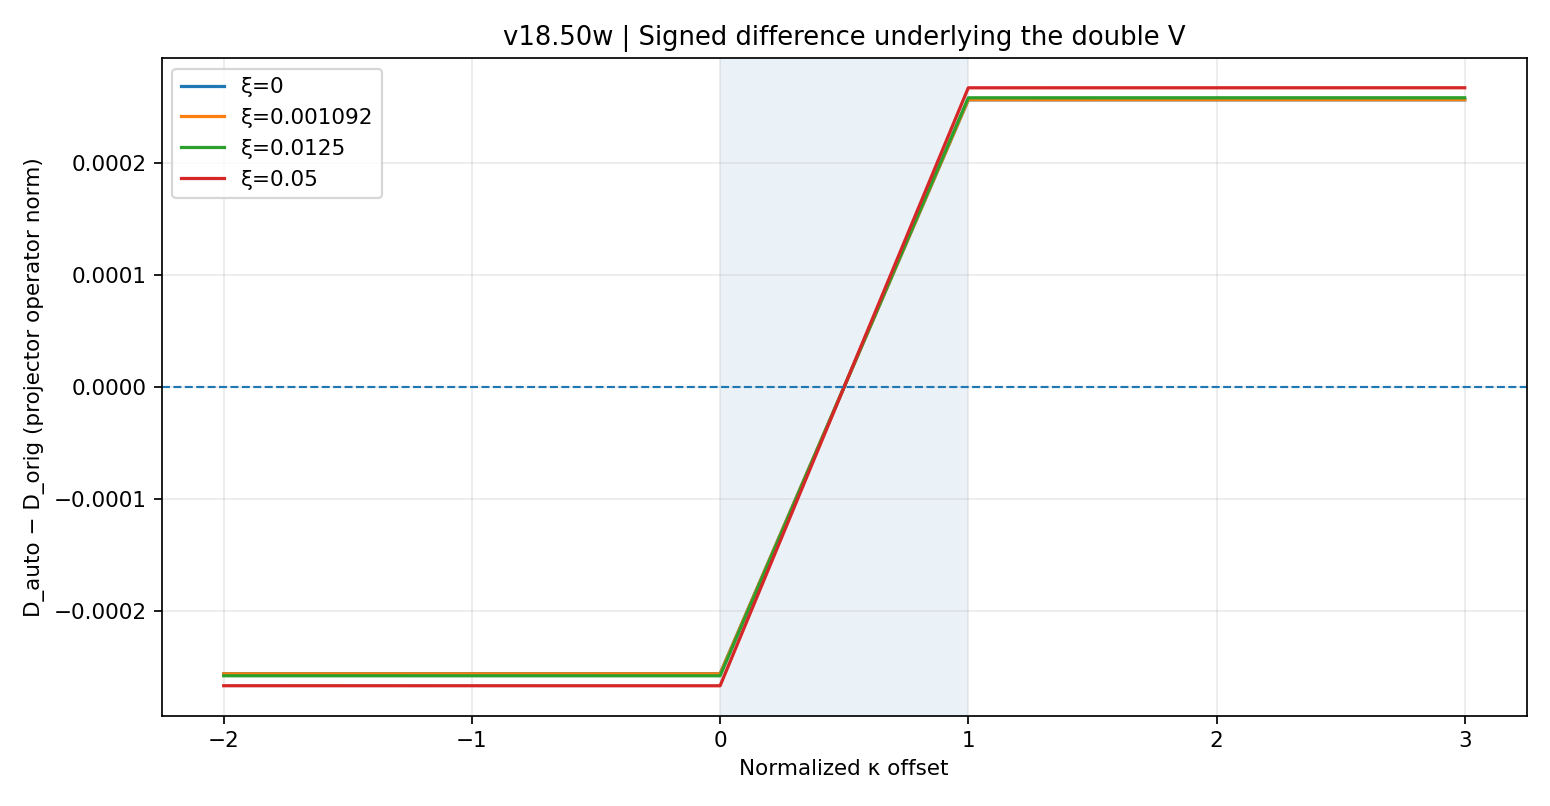 v18.50w | Signed difference underlying the double V
ξ=0
ξ=0.001092
ξ=0.0125
ξ=0.05
D_auto − D_orig (projector operator norm)
0.0002
0.0001
0.0000
−0.0001
−0.0002
−2
−1
0
1
2
3
Normalized κ offset